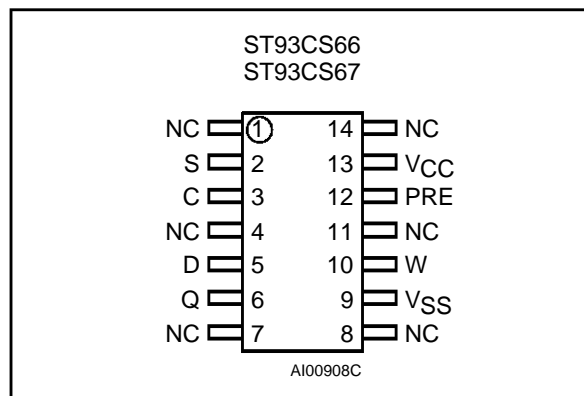 ST93CS66
ST93CS67
NC 1 14 NC
S 2 13 VCC
C 3 12 PRE
NC 4 11 NC
D 5 10 W
Q 6 9 VSS
NC 7 8 NC
AI00908C